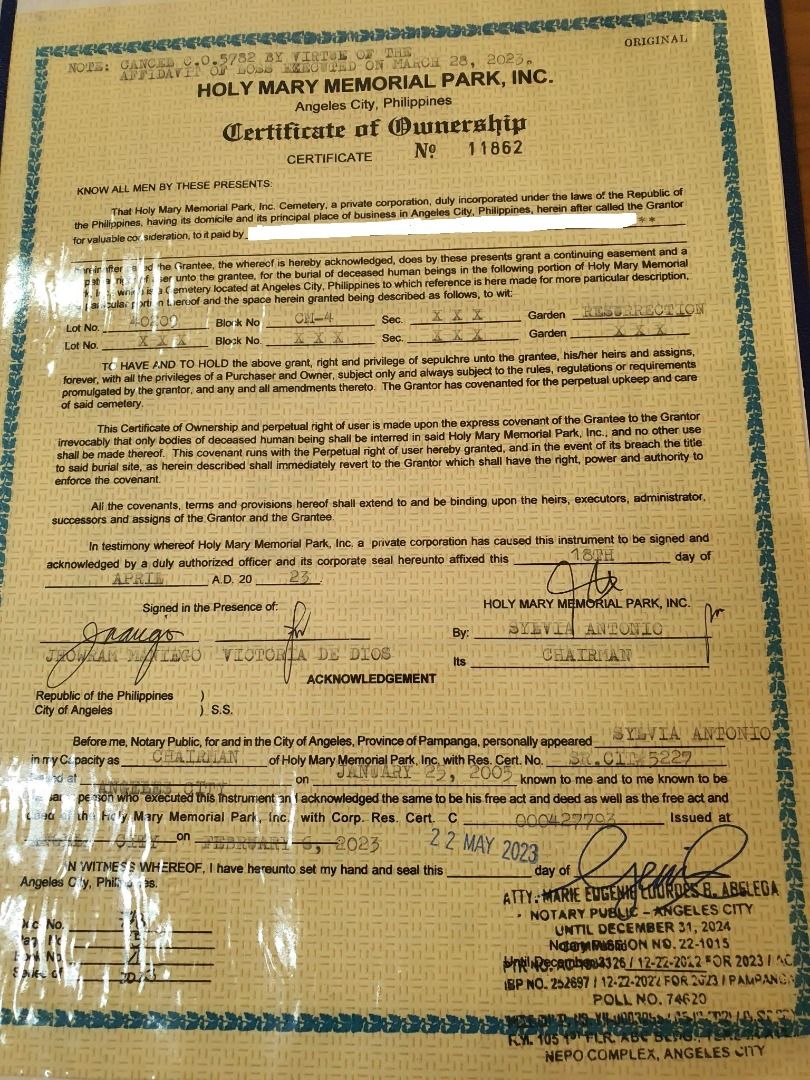 ORIGINAL
NOTE: CANCED C.O.5782 BY VIRTUE OF THE
AFFIDAVIT OF LOSS EXECUTED ON MARCH 28, 2023.
HOLY MARY MEMORIAL PARK, INC.
Angeles City, Philippines
Certificate of Ownership
CERTIFICATE Nº 11862
KNOW ALL MEN BY THESE PRESENTS:
That Holy Mary Memorial Park, Inc. Cemetery, a private corporation, duly incorporated under the laws of the Republic of
the Philippines, having its domicile and its principal place of business in Angeles City, Philippines, herein after called the Grantor
for valuable consideration, to it paid by **
the Grantee, the whereof is hereby acknowledged, does by these presents grant a continuing easement and a
user unto the grantee, for the burial of deceased human beings in the following portion of Holy Mary Memorial
Cemetery located at Angeles City, Philippines to which reference is here made for more particular description,
thereof and the space herein granted being described as follows, to wit:
Lot No. 40209 Block No CM-4 Sec. X X X Garden RESURRECTION
Lot No. X X X Block No. X X X Sec. X X X Garden X X X
TO HAVE AND TO HOLD the above grant, right and privilege of sepulchre unto the grantee, his/her heirs and assigns,
forever, with all the privileges of a Purchaser and Owner, subject only and always subject to the rules, regulations or requirements
promulgated by the grantor, and any and all amendments thereto. The Grantor has covenanted for the perpetual upkeep and care
of said cemetery.
This Certificate of Ownership and perpetual right of user is made upon the express covenant of the Grantee to the Grantor
irrevocably that only bodies of deceased human being shall be interred in said Holy Mary Memorial Park, Inc., and no other use
shall be made thereof. This covenant runs with the Perpetual right of user hereby granted, and in the event of its breach the title
to said burial site, as herein described shall immediately revert to the Grantor which shall have the right, power and authority to
enforce the covenant.
All the covenants, terms and provisions hereof shall extend to and be binding upon the heirs, executors, administrator,
successors and assigns of the Grantor and the Grantee.
In testimony whereof Holy Mary Memorial Park, Inc. a private corporation has caused this instrument to be signed and
acknowledged by a duly authorized officer and its corporate seal hereunto affixed this 18TH day of
APRIL A.D. 20 23.
Signed in the Presence of: HOLY MARY MEMORIAL PARK, INC.
By: SYLVIA ANTONIO
JHOWRAM MANIEGO VICTORIA DE DIOS
Its CHAIRMAN
ACKNOWLEDGEMENT
Republic of the Philippines )
City of Angeles ) S.S.
Before me, Notary Public, for and in the City of Angeles, Province of Pampanga, personally appeared SYLVIA ANTONIO
in my Capacity as CHAIRMAN of Holy Mary Memorial Park, Inc. with Res. Cert. No. SR.CITM5227
at ANGELES CITY on JANUARY 25, 2005 known to me and to me known to be
person who executed this Instrument and acknowledged the same to be his free act and deed as well as the free act and
deed of the Holy Mary Memorial Park, Inc. with Corp. Res. Cert. C 000427793 Issued at
CITY on FEBRUARY 6, 2023
IN WITNESS WHEREOF, I have hereunto set my hand and seal this 22 MAY 2023 day of
Angeles City, Philippines.
ATTY. MARIE EUGENIE LOURDES B. ABELEGA
NOTARY PUBLIC - ANGELES CITY
UNTIL DECEMBER 31, 2024
COMMISSION NO. 22-1015
12-22-2022 FOR 2023
IBP NO. 252697 / 12-22-2022 FOR 2023 / PAMPANGA
POLL NO. 74620
Doc No.
Page No
Book No.
Series of 2023
NEPO COMPLEX, ANGELES CITY